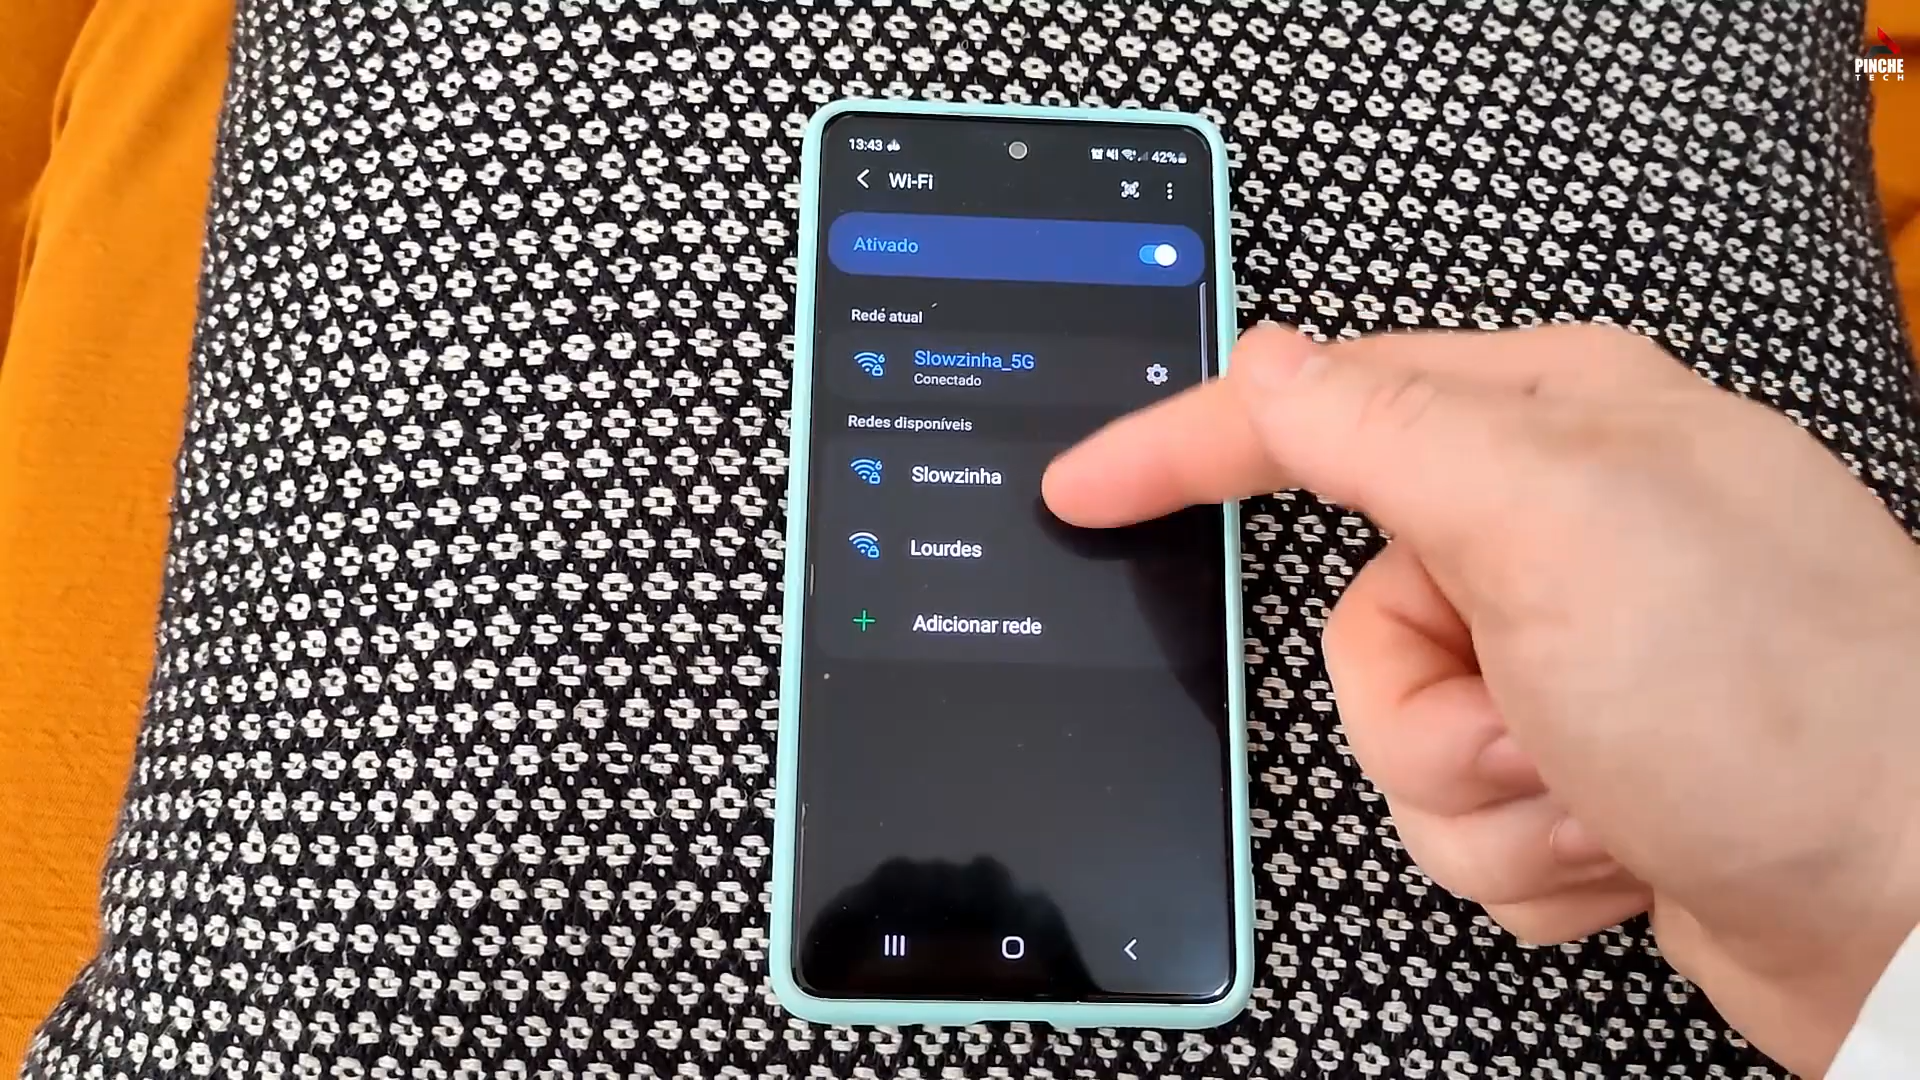 PINCHE
TECH
13:43
42%
Wi-Fi
Ativado
Rede atual
Slowzinha_5G
Conectado
Redes disponíveis
Slowzinha
Lourdes
Adicionar rede